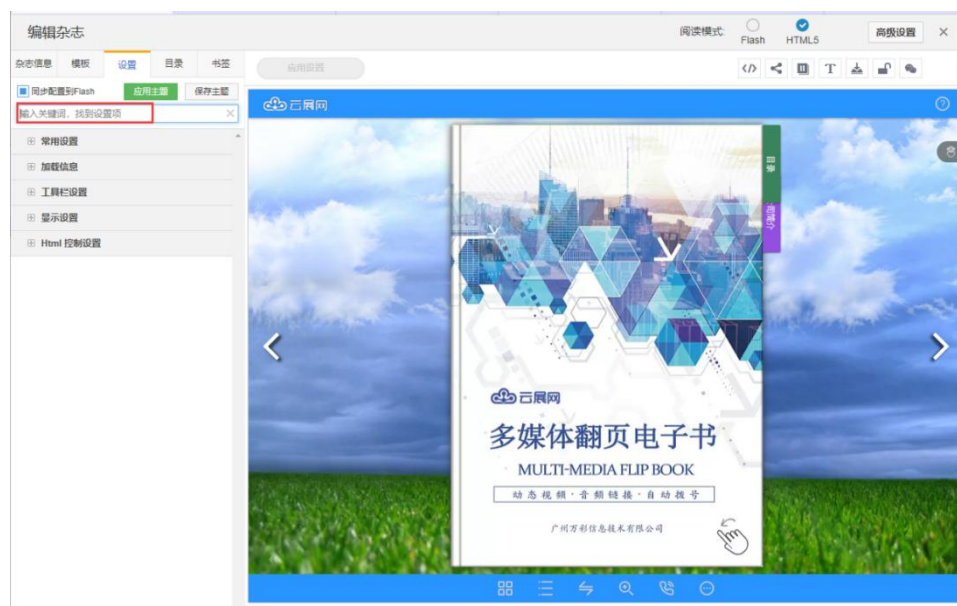 编辑杂志
阅读模式:
Flash
HTML5
高级设置
杂志信息 模板 设置 目录 书签
应用设置
同步配置到Flash 应用主题 保存主题
输入关键词，找到设置项
常用设置
加载信息
工具栏设置
显示设置
Html 控制设置
云展网
目录
云展网
多媒体翻页电子书
MULTI-MEDIA FLIP BOOK
动态视频·音频链接·自动拨号
广州万彩信息技术有限公司